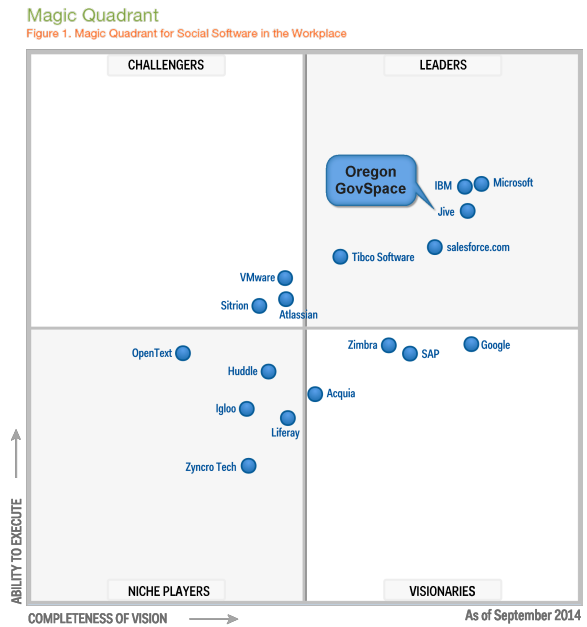 Magic Quadrant
Figure 1. Magic Quadrant for Social Software in the Workplace
CHALLENGERS
LEADERS
Oregon
GovSpace
IBM
Microsoft
Jive
salesforce.com
Tibco Software
VMware
Sitrion
Atlassian
OpenText
Zimbra
SAP
Google
Huddle
Acquia
Igloo
Liferay
Zyncro Tech
ABILITY TO EXECUTE
NICHE PLAYERS
VISIONARIES
COMPLETENESS OF VISION
As of September 2014